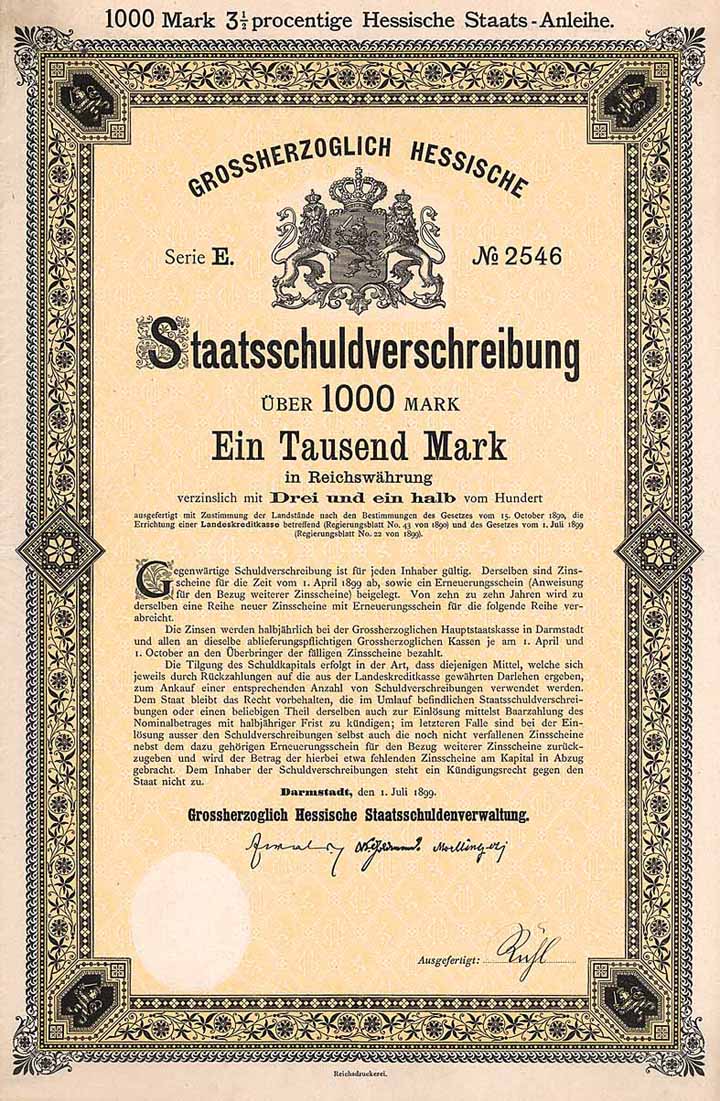 1000 Mark 3½ procentige Hessische Staats-Anleihe.
GROSSHERZOGLICH HESSISCHE
Serie E. № 2546
Staatsschuldverschreibung
ÜBER 1000 MARK
Ein Tausend Mark
in Reichswährung
verzinslich mit Drei und ein halb vom Hundert
ausgefertigt mit Zustimmung der Landstände nach den Bestimmungen des Gesetzes vom 15. October 1890, die
Errichtung einer Landeskreditkasse betreffend (Regierungsblatt No. 43 von 1890) und des Gesetzes vom 1. Juli 1899
(Regierungsblatt No. 22 von 1899).
Gegenwärtige Schuldverschreibung ist für jeden Inhaber gültig. Derselben sind Zins-
scheine für die Zeit vom 1. April 1899 ab, sowie ein Erneuerungsschein (Anweisung
für den Bezug weiterer Zinsscheine) beigelegt. Von zehn zu zehn Jahren wird zu
derselben eine Reihe neuer Zinsscheine mit Erneuerungsschein für die folgende Reihe ver-
abreicht.
Die Zinsen werden halbjährlich bei der Grossherzoglichen Hauptstaatskasse in Darmstadt
und allen an dieselbe ablieferungspflichtigen Grossherzoglichen Kassen je am 1. April und
1. October an den Überbringer der fälligen Zinsscheine bezahlt.
Die Tilgung des Schuldkapitals erfolgt in der Art, dass diejenigen Mittel, welche sich
jeweils durch Rückzahlungen auf die aus der Landeskreditkasse gewährten Darlehen ergeben,
zum Ankauf einer entsprechenden Anzahl von Schuldverschreibungen verwendet werden.
Dem Staat bleibt das Recht vorbehalten, die im Umlauf befindlichen Staatsschuldverschrei-
bungen oder einen beliebigen Theil derselben auch zur Einlösung mittelst Baarzahlung des
Nominalbetrages mit halbjähriger Frist zu kündigen; im letzteren Falle sind bei der Ein-
lösung ausser den Schuldverschreibungen selbst auch die noch nicht verfallenen Zinsscheine
nebst dem dazu gehörigen Erneuerungsschein für den Bezug weiterer Zinsscheine zurück-
zugeben und wird der Betrag der hierbei etwa fehlenden Zinsscheine am Kapital in Abzug
gebracht. Dem Inhaber der Schuldverschreibungen steht ein Kündigungsrecht gegen den
Staat nicht zu.
Darmstadt, den 1. Juli 1899.
Grossherzoglich Hessische Staatsschuldenverwaltung.
Ausgefertigt: Rühl
Reichsdruckerei.